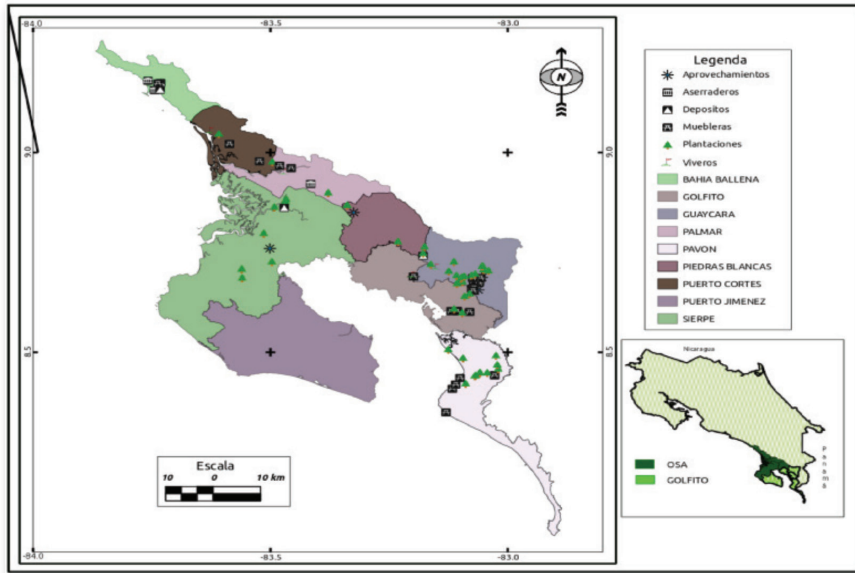 -84.0
-83.5
-83.0
N
9.0
9.0
8.5
8.5
-84.0
-83.5
-83.0
Escala
10 0 10 km
Legenda
Aprovechamientos
Aserraderos
Depositos
Muebleras
Plantaciones
Viveros
BAHIA BALLENA
GOLFITO
GUAYCARA
PALMAR
PAVON
PIEDRAS BLANCAS
PUERTO CORTES
PUERTO JIMENEZ
SIERPE
Nicaragua
Panamá
OSA
GOLFITO